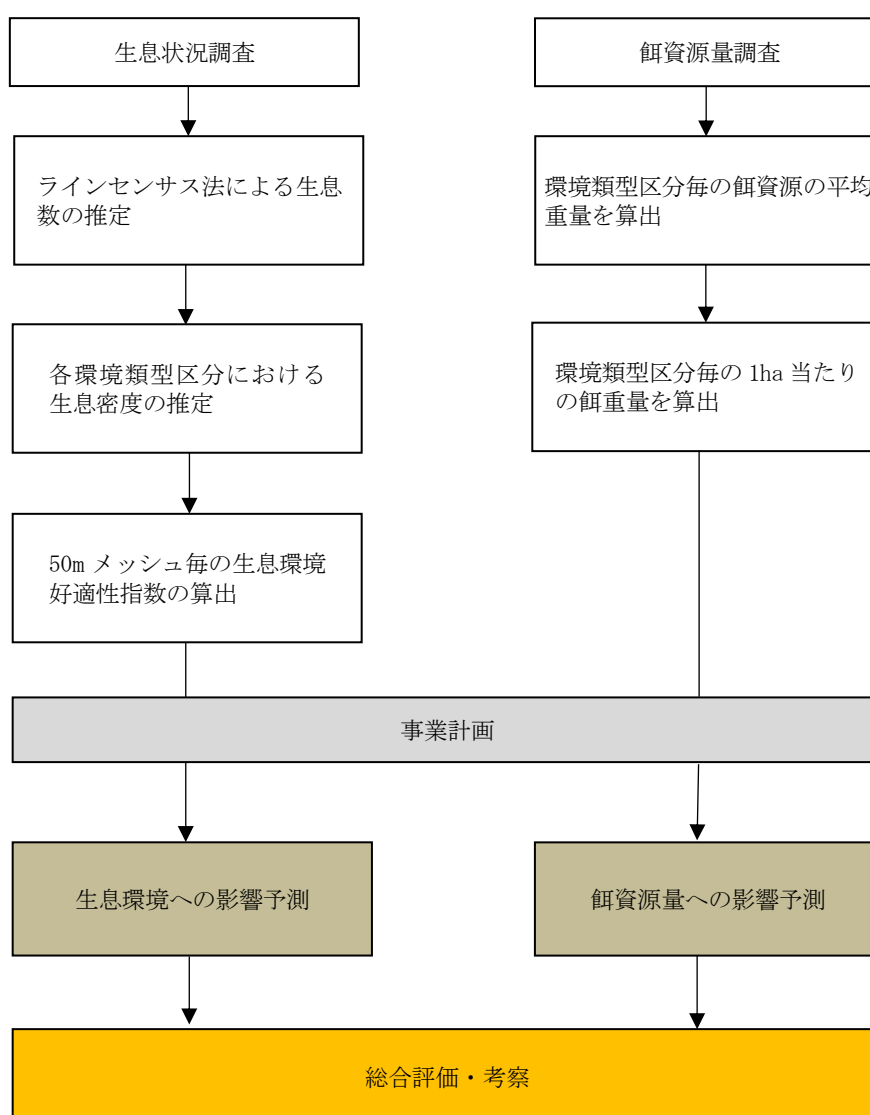 生息状況調査
餌資源量調査
ラインセンサス法による生息
数の推定
環境類型区分毎の餌資源の平均
重量を算出
各環境類型区分における
生息密度の推定
環境類型区分毎の 1ha 当たり
の餌重量を算出
50m メッシュ毎の生息環境
好適性指数の算出
事業計画
生息環境への影響予測
餌資源量への影響予測
総合評価・考察